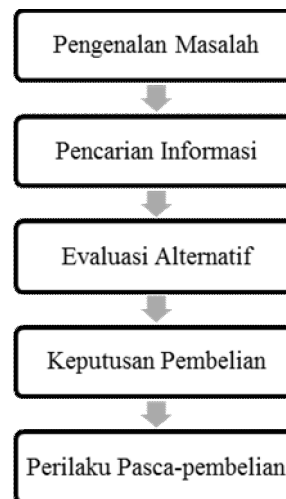 Pengenalan Masalah
Pencarian Informasi
Evaluasi Alternatif
Keputusan Pembelian
Perilaku Pasca-pembelian